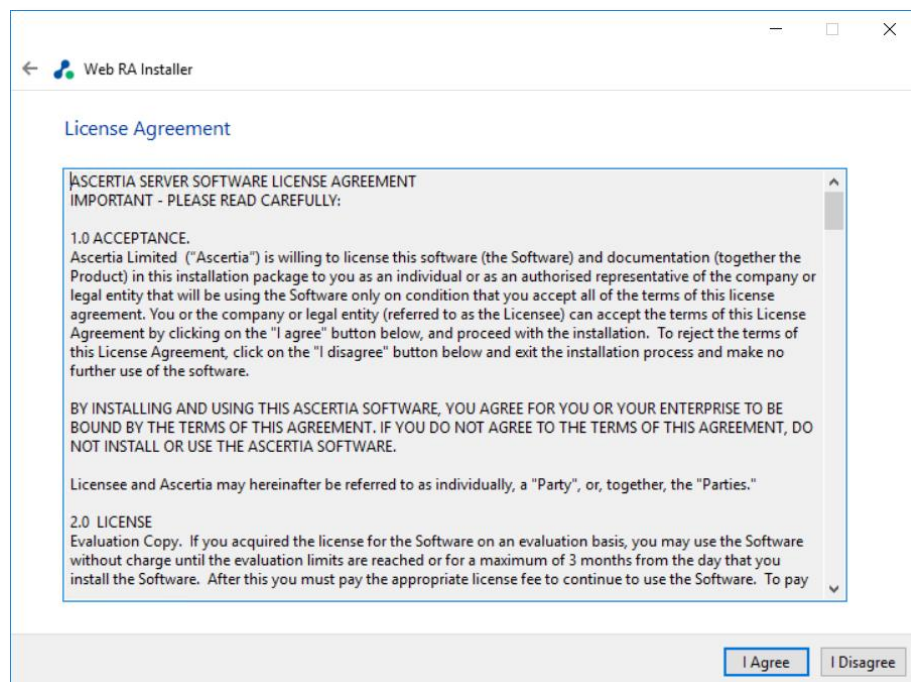 Web RA Installer
License Agreement
ASCERTIA SERVER SOFTWARE LICENSE AGREEMENT
IMPORTANT - PLEASE READ CAREFULLY:
1.0 ACCEPTANCE.
Ascertia Limited  ("Ascertia") is willing to license this software (the Software) and documentation (together the
Product) in this installation package to you as an individual or as an authorised representative of the company or
legal entity that will be using the Software only on condition that you accept all of the terms of this license
agreement. You or the company or legal entity (referred to as the Licensee) can accept the terms of this License
Agreement by clicking on the "I agree" button below, and proceed with the installation.  To reject the terms of
this License Agreement, click on the "I disagree" button below and exit the installation process and make no
further use of the software.
BY INSTALLING AND USING THIS ASCERTIA SOFTWARE, YOU AGREE FOR YOU OR YOUR ENTERPRISE TO BE
BOUND BY THE TERMS OF THIS AGREEMENT. IF YOU DO NOT AGREE TO THE TERMS OF THIS AGREEMENT, DO
NOT INSTALL OR USE THE ASCERTIA SOFTWARE.
Licensee and Ascertia may hereinafter be referred to as individually, a "Party", or, together, the "Parties."
2.0  LICENSE
Evaluation Copy.  If you acquired the license for the Software on an evaluation basis, you may use the Software
without charge until the evaluation limits are reached or for a maximum of 3 months from the day that you
install the Software.  After this you must pay the appropriate license fee to continue to use the Software.  To pay
I Agree
I Disagree